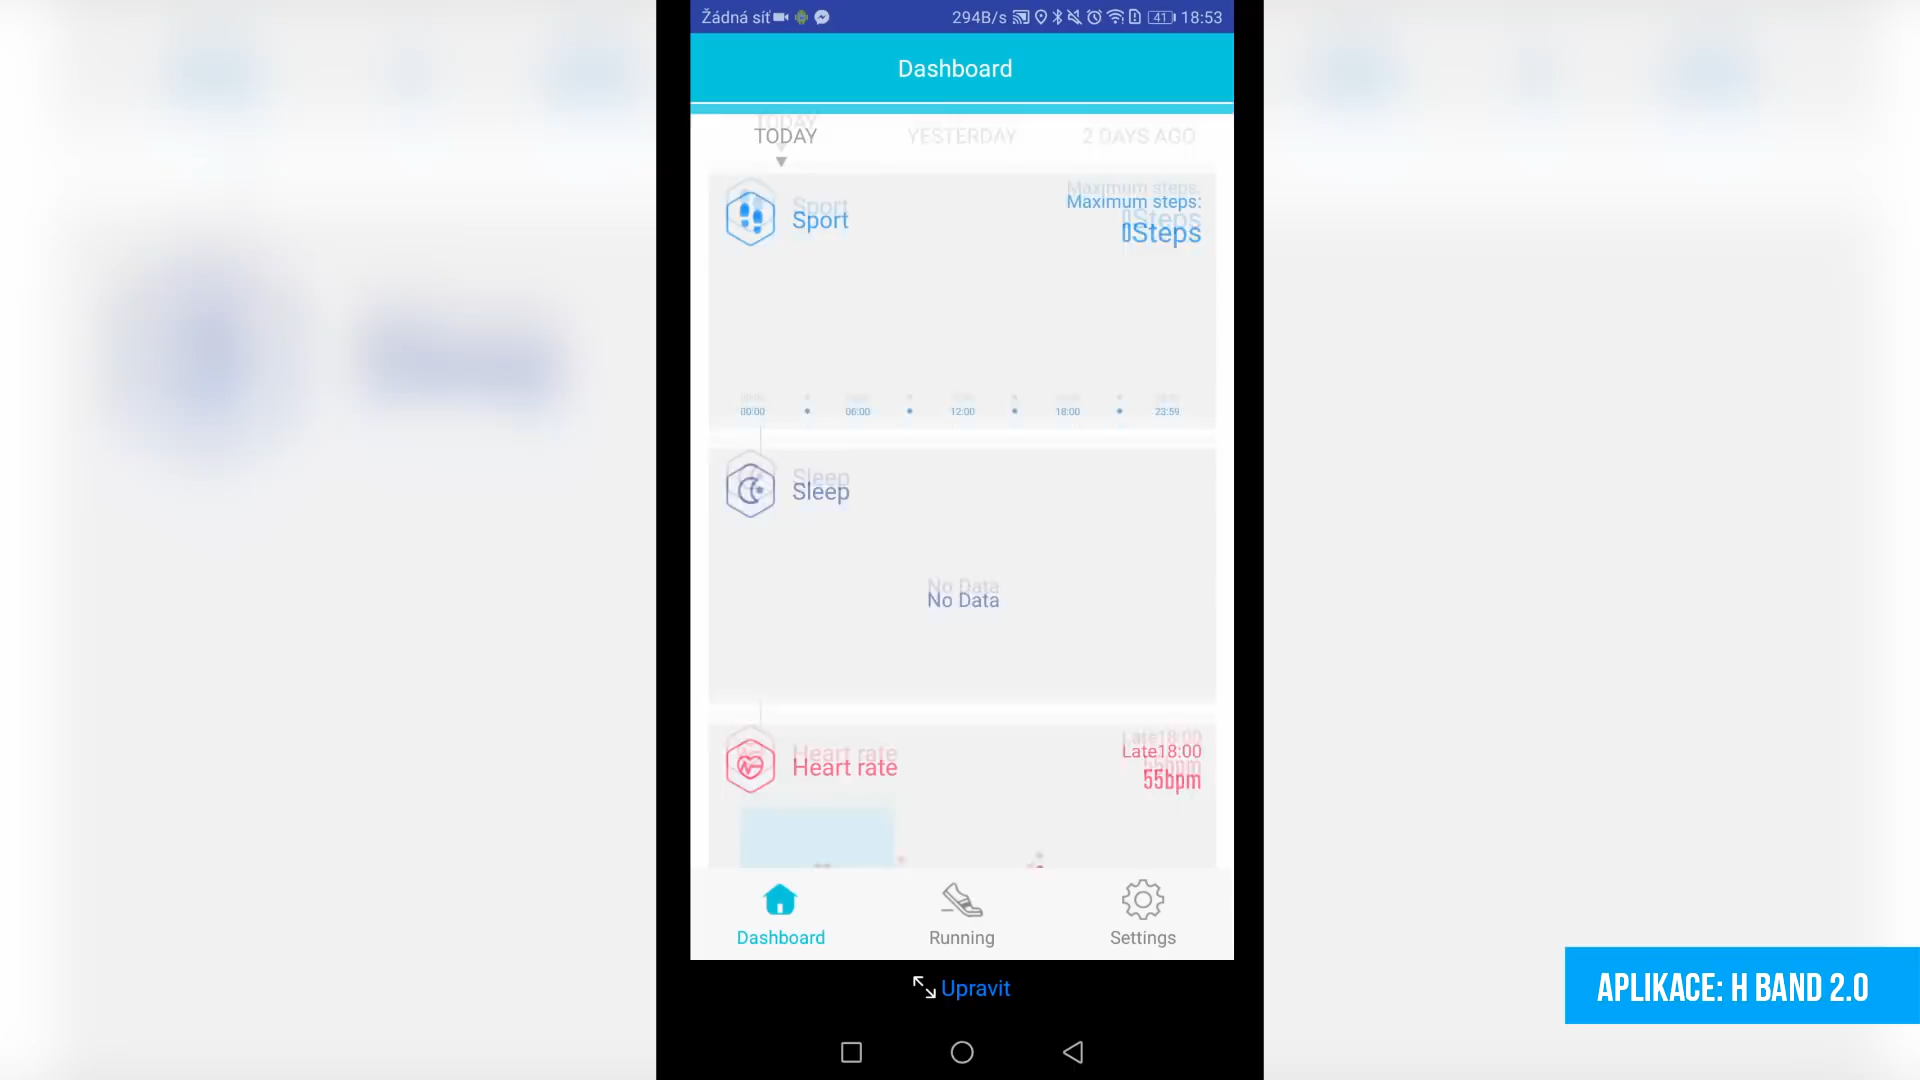 Žádná síť 294B/s 41 18:53
Dashboard
TODAY YESTERDAY 2 DAYS AGO
Sport Maximum steps:
0Steps
00:00 06:00 12:00 18:00 23:59
Sleep
No Data
Heart rate Late18:00
55bpm
Dashboard Running Settings
Upravit
APLIKACE: H BAND 2.0